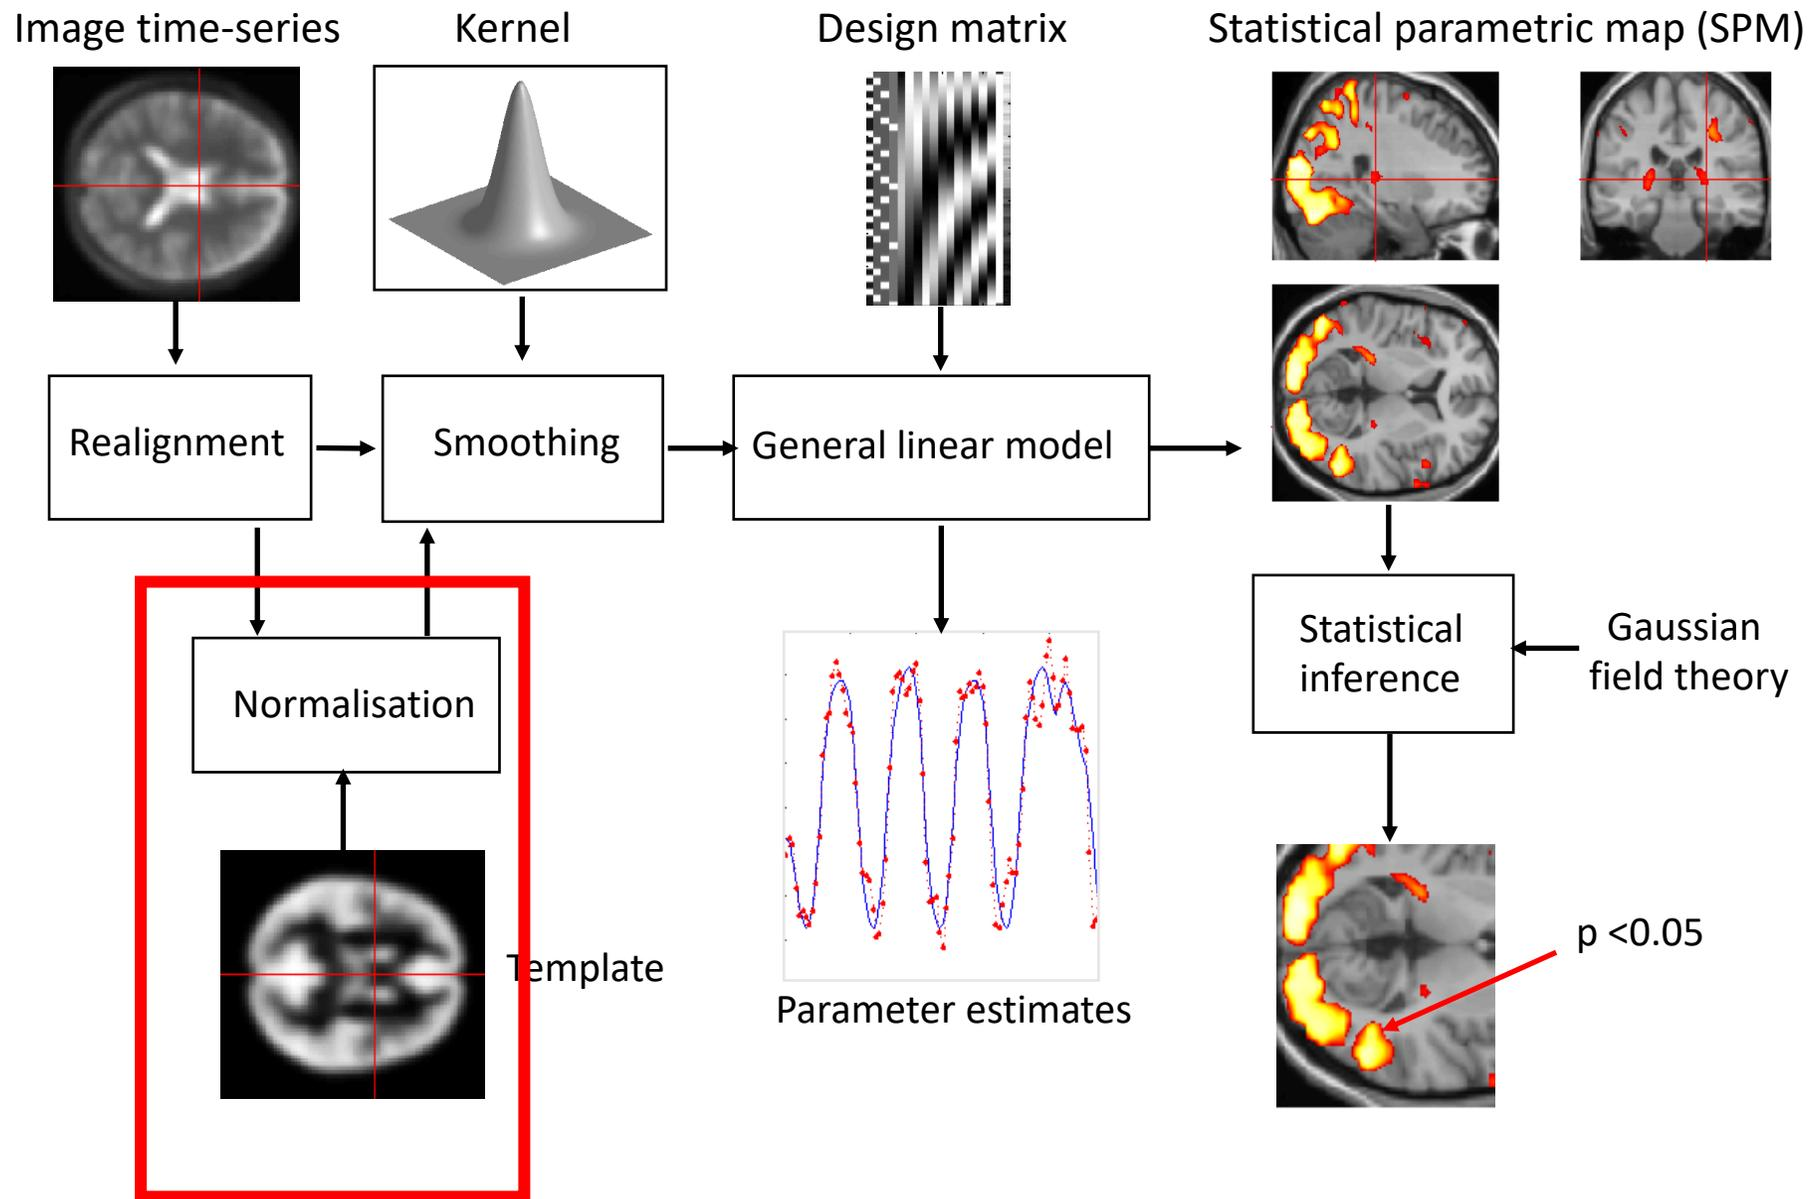 Image time-series
Kernel
Design matrix
Statistical parametric map (SPM)
Realignment
Smoothing
General linear model
Statistical
inference
Gaussian
field theory
Normalisation
Template
Parameter estimates
p <0.05